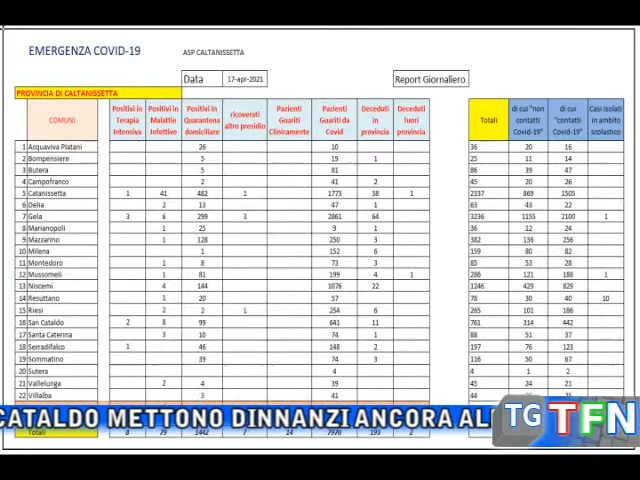 EMERGENZA COVID-19 ASP CALTANISSETTA
Data 17-apr-2021 Report Giornaliero
PROVINCIA DI CALTANISSETTA
COMUNI Positivi in Terapia Intensiva Positivi in Malattie Infettive Positivi in Quarantena domiciliare ricoverati altro presidio Pazienti Guariti Clinicamente Pazienti Guariti da Covid Deceduti in provincia Deceduti fuori provincia Totali di cui "non contatti Covid-19" di cui "contatti Covid-19" Casi isolati in ambito scolastico
1 Acquaviva Platani 26 10 36 20 16
2 Bompensiere 5 19 1 25 11 14
3 Butera 5 81 86 39 47
4 Campofranco 2 41 2 45 20 26
5 Caltanissetta 1 41 482 1 1773 38 1 2337 869 1505
6 Delia 2 13 47 1 63 43 22
7 Gela 3 6 299 3 2861 64 3236 1155 2100 1
8 Marianopoli 1 25 9 1 36 12 24
9 Mazzarino 1 128 250 3 382 136 256
10 Milena 1 152 6 159 80 82
11 Montedoro 1 8 73 3 85 53 28
12 Mussomeli 1 81 199 4 1 286 121 188 1
13 Niscemi 4 144 1076 22 1246 429 829
14 Resuttano 1 20 57 78 30 40 10
15 Riesi 2 2 1 254 6 265 101 186
16 San Cataldo 2 8 99 641 11 761 314 442
17 Santa Caterina 3 10 74 1 88 51 37
18 Serradifalco 1 46 148 2 197 76 123
19 Sommatino 39 74 3 116 50 67
20 Sutera 4 4 1 2
21 Vallelunga 2 4 39 45 24 21
22 Villalba 3 41 44
CATALDO METTONO DINNANZI ANCORA AL
TG TFN
Totali 8 79 1442 7 14 7970 193 2